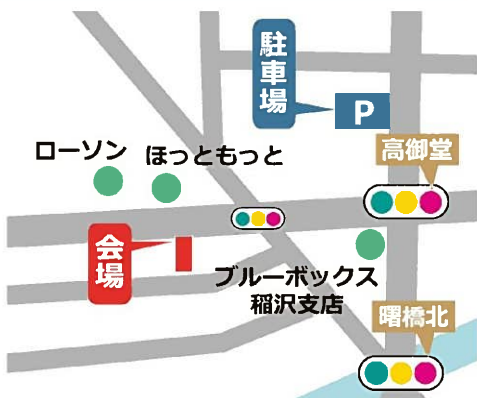 駐車場
P
ローソン
ほっともっと
高御堂
会場
ブルーボックス
稲沢支店
曙橋北